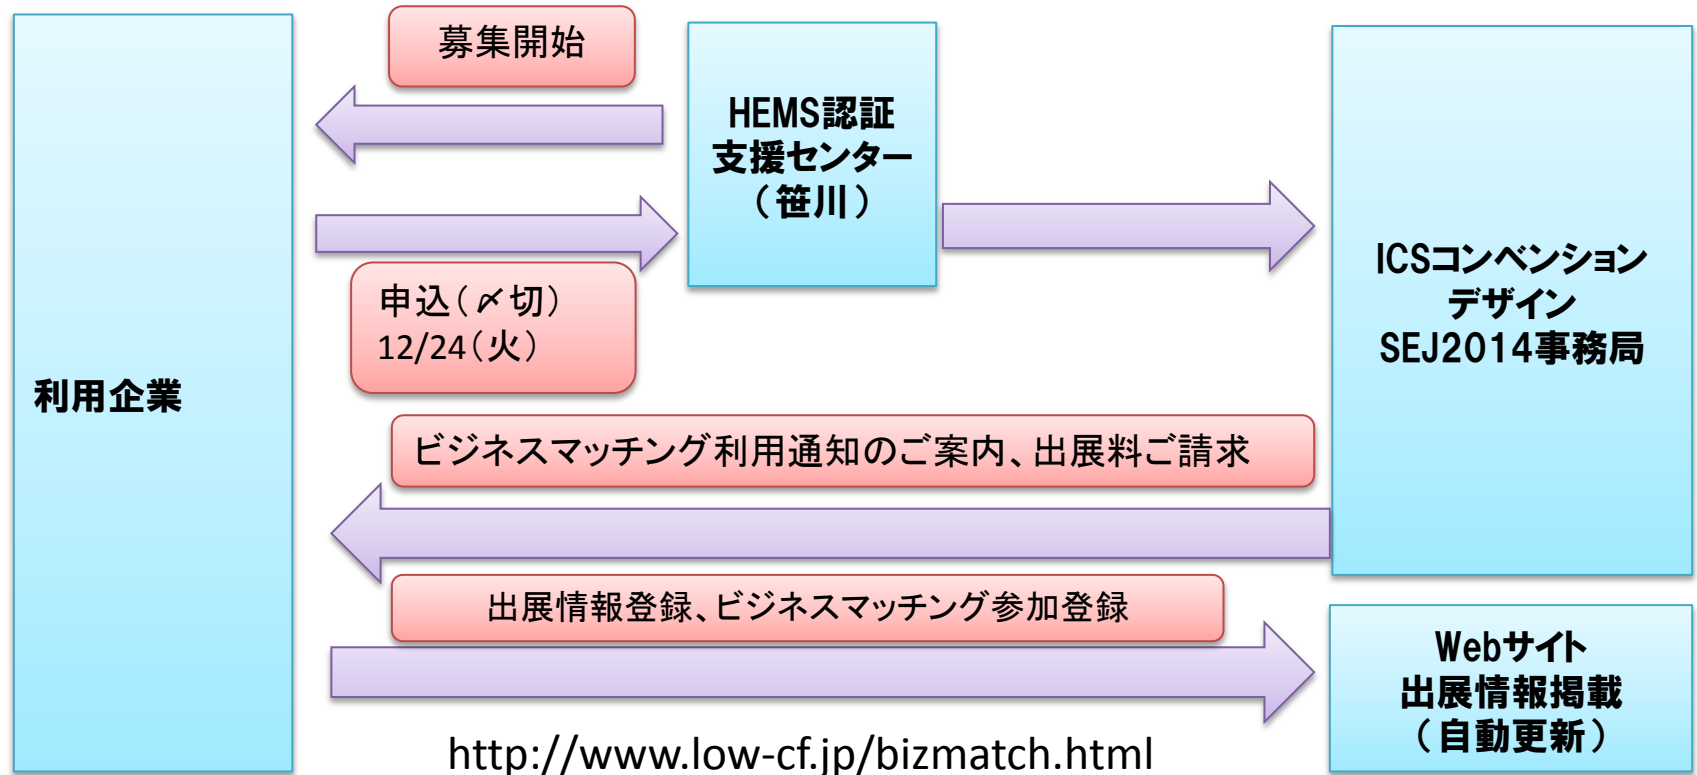 募集開始
HEMS認証
支援センター
（笹川）
申込（〆切）
12/24（火）
利用企業
ICSコンベンション
デザイン
SEJ2014事務局
ビジネスマッチング利用通知のご案内、出展料ご請求
出展情報登録、ビジネスマッチング参加登録
Webサイト
出展情報掲載
（自動更新）
http://www.low-cf.jp/bizmatch.html